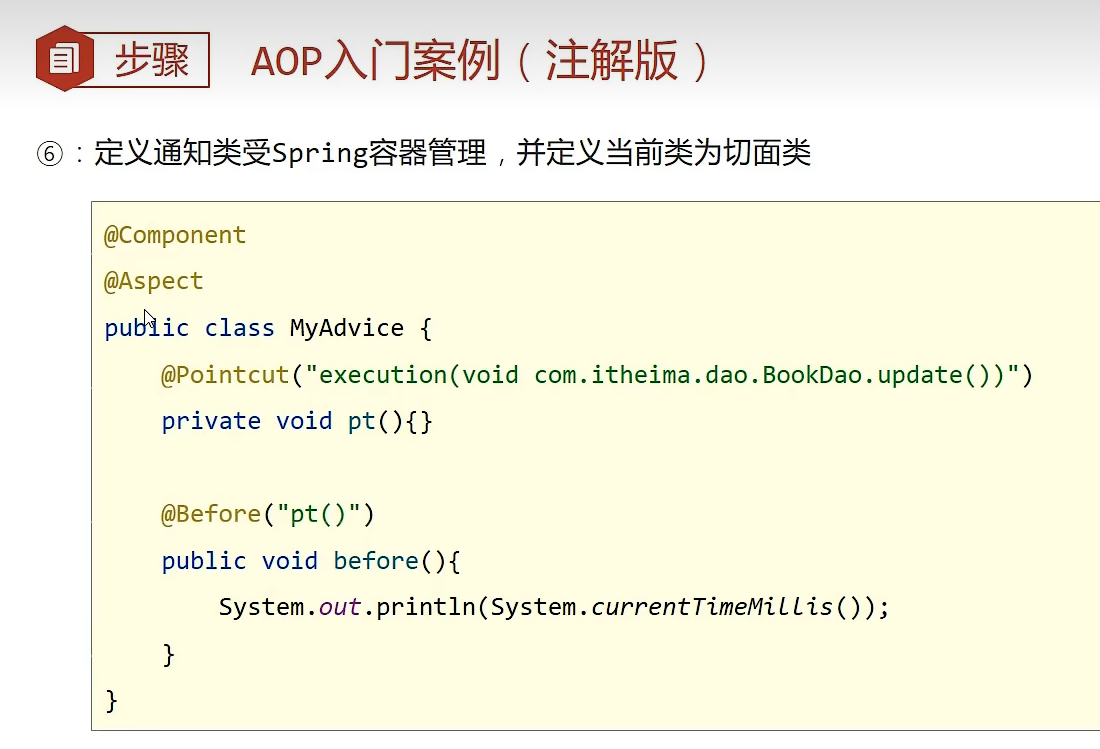 步骤 AOP入门案例（注解版）
⑥：定义通知类受Spring容器管理，并定义当前类为切面类
@Component
@Aspect
public class MyAdvice {
    @Pointcut("execution(void com.itheima.dao.BookDao.update())")
    private void pt(){}
    @Before("pt()")
    public void before(){
        System.out.println(System.currentTimeMillis());
    }
}